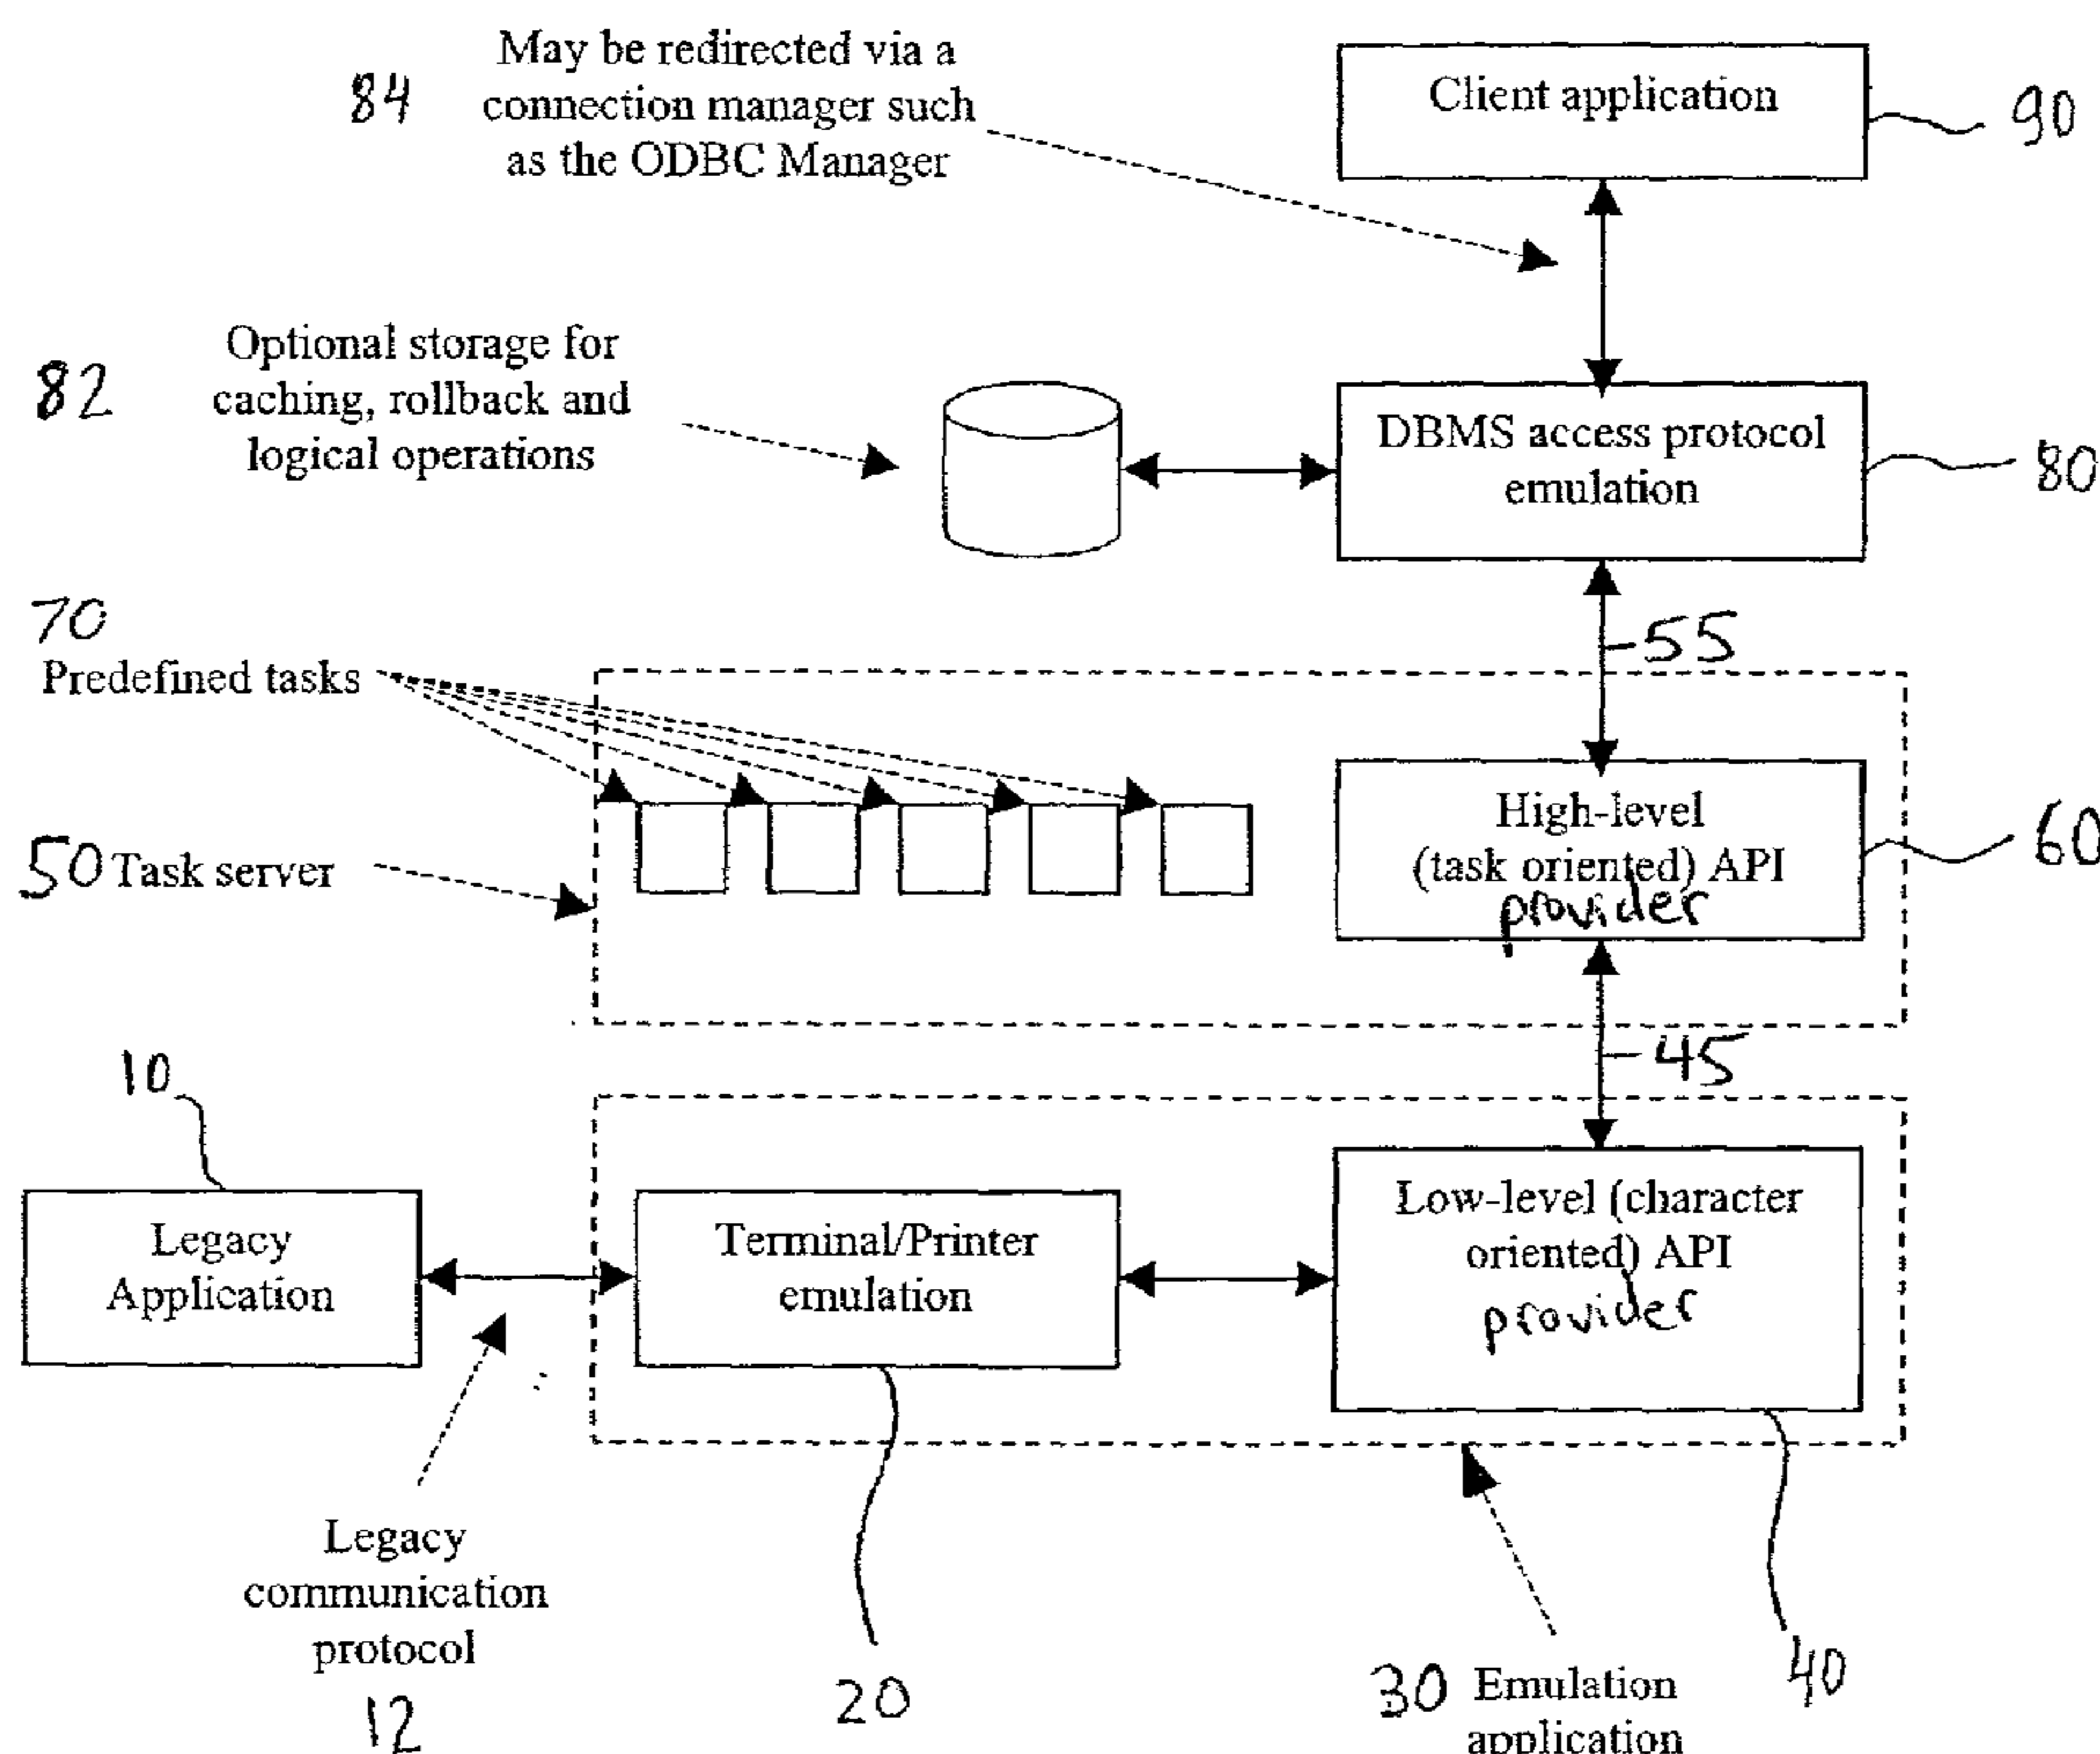 May be redirected via a
84 connection manager such
as the ODBC Manager
Client application
90
Optional storage for
82 caching, rollback and
logical operations
DBMS access protocol
emulation
80
70
Predefined tasks
55
50 Task server
High-level
(task oriented) API
provider
60
45
10
Legacy
Application
Terminal/Printer
emulation
Low-level (character
oriented) API
provider
Legacy
communication
protocol
12
20
30 Emulation
application
40